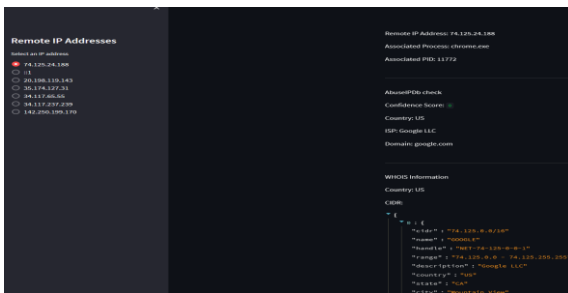 Remote IP Addresses
Select an IP address
74.125.24.188
::1
20.198.119.143
35.174.127.31
34.117.65.55
34.117.237.239
142.250.199.170
Remote IP Address: 74.125.24.188
Associated Process: chrome.exe
Associated PID: 11772
AbuseIPDb check
Confidence Score:
Country: US
ISP: Google LLC
Domain: google.com
WHOIS Information
Country: US
CIDR:
[
0 : {
"cidr" : "74.125.0.0/16"
"name" : "GOOGLE"
"handle" : "NET-74-125-0-0-1"
"range" : "74.125.0.0 - 74.125.255.255
"description" : "Google LLC"
"country" : "US"
"state" : "CA"
"city" : "Mountain View"